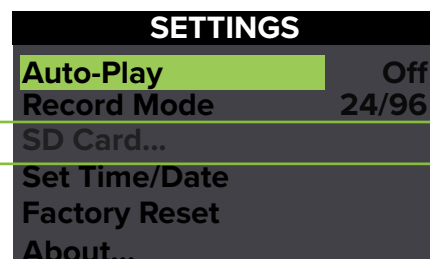 SETTINGS
Auto-Play Off
Record Mode 24/96
SD Card...
Set Time/Date
Factory Reset
About...